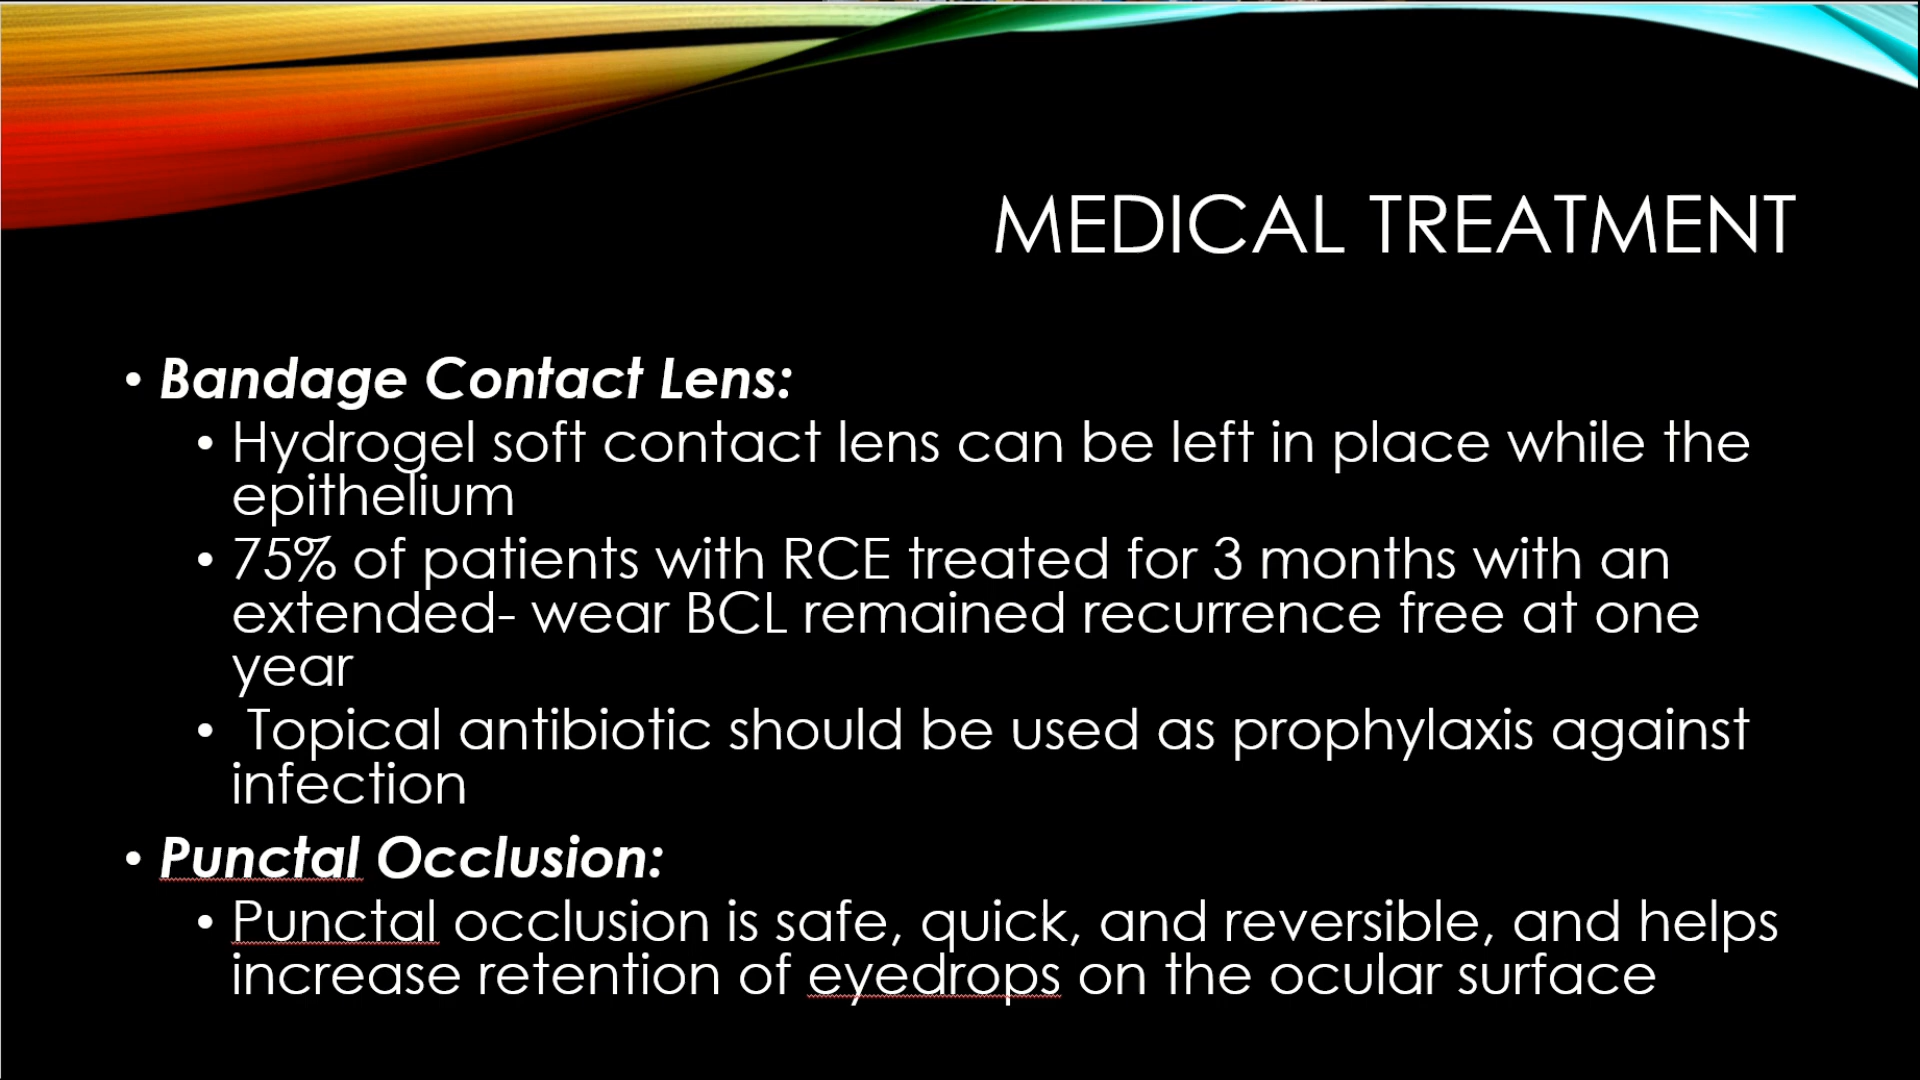 MEDICAL TREATMENT
• Bandage Contact Lens:
• Hydrogel soft contact lens can be left in place while the
epithelium
• 75% of patients with RCE treated for 3 months with an
extended- wear BCL remained recurrence free at one
year
• Topical antibiotic should be used as prophylaxis against
infection
• Punctal Occlusion:
• Punctal occlusion is safe, quick, and reversible, and helps
increase retention of eyedrops on the ocular surface